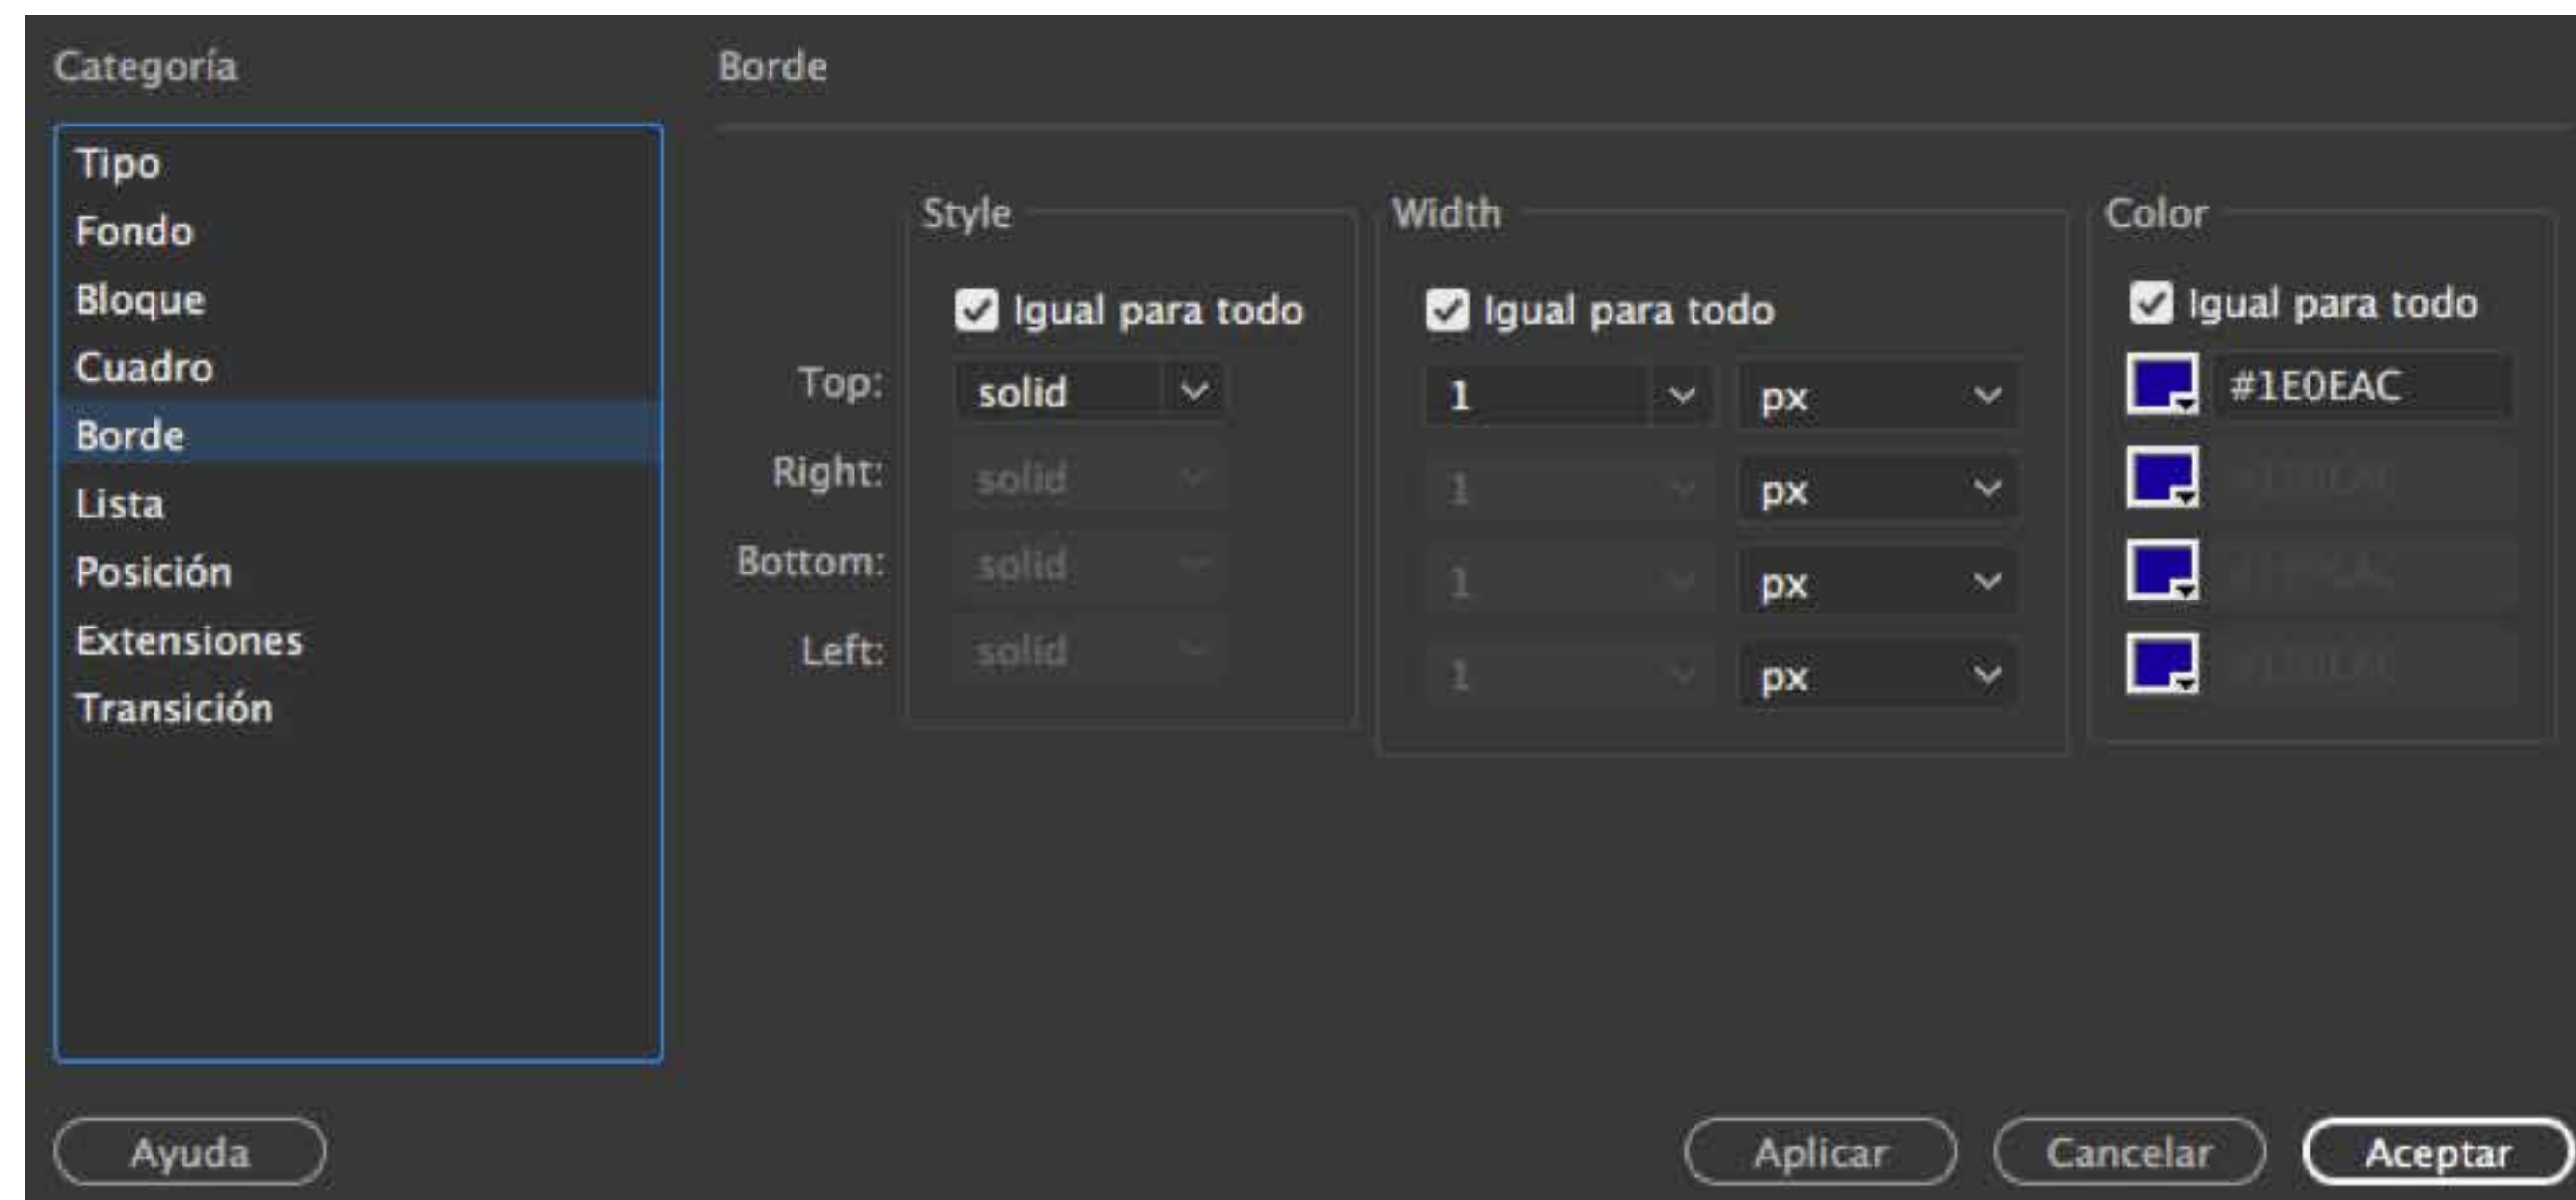 Categoría
Tipo
Fondo
Bloque
Cuadro
Borde
Lista
Posición
Extensiones
Transición
Borde
Style Width Color
Igual para todo Igual para todo Igual para todo
Top: solid 1 px #1E0EAC
Right: solid 1 px
Bottom: solid 1 px
Left: solid 1 px
Ayuda Aplicar Cancelar Aceptar